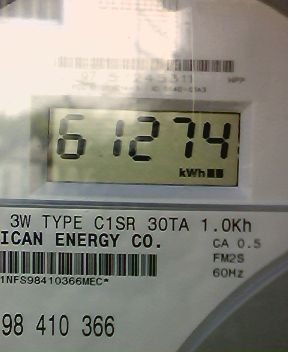 61274
kWh
3W TYPE C1SR 30TA 1.0Kh
ICAN ENERGY CO.
CA 0.5
FM2S
60Hz
1NFS98410366MEC*
98 410 366